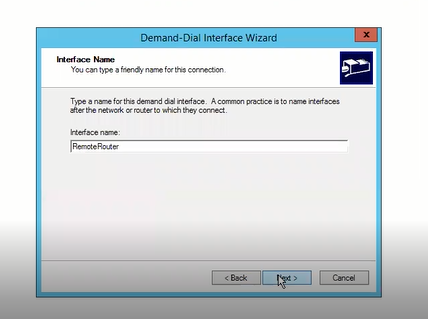 Demand-Dial Interface Wizard
x
Interface Name
You can type a friendly name for this connection.
Type a name for this demand dial interface. A common practice is to name interfaces
after the network or router to which they connect.
Interface name:
RemoteRouter
< Back
Next >
Cancel